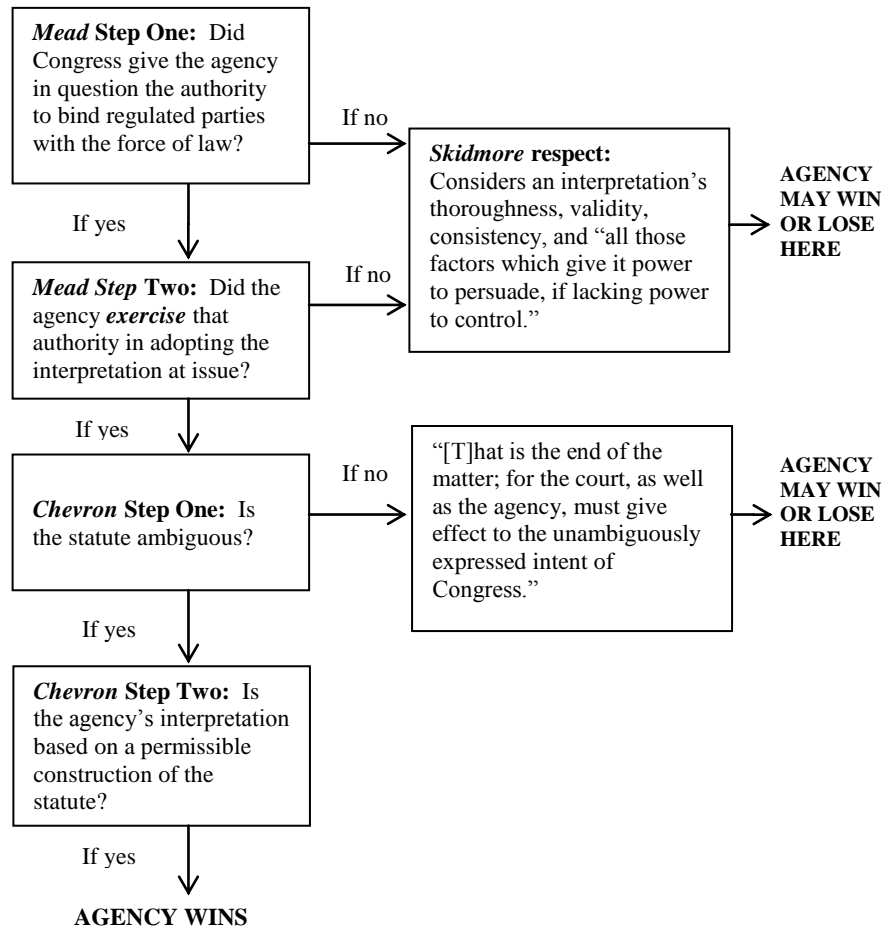 Mead Step One: Did
Congress give the agency
in question the authority
to bind regulated parties
with the force of law?
If no
Skidmore respect:
Considers an interpretation's
thoroughness, validity,
consistency, and “all those
factors which give it power
to persuade, if lacking power
to control.”
AGENCY
MAY WIN
OR LOSE
HERE
If yes
Mead Step Two: Did the
agency exercise that
authority in adopting the
interpretation at issue?
If no
If yes
Chevron Step One: Is
the statute ambiguous?
If no
“[T]hat is the end of the
matter; for the court, as well
as the agency, must give
effect to the unambiguously
expressed intent of
Congress.”
AGENCY
MAY WIN
OR LOSE
HERE
If yes
Chevron Step Two: Is
the agency's interpretation
based on a permissible
construction of the
statute?
If yes
AGENCY WINS